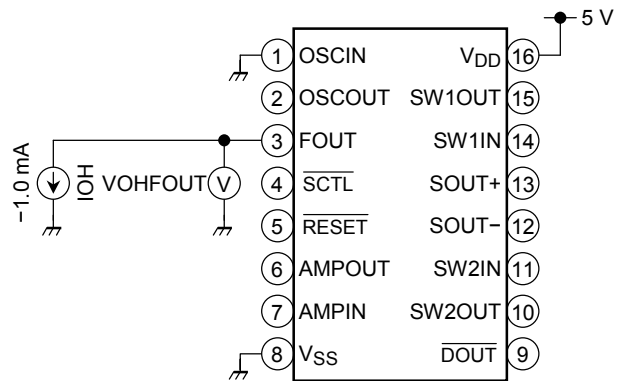 5 V
1 OSCIN VDD 16
2 OSCOUT SW1OUT 15
3 FOUT SW1IN 14
4 SCTL SOUT+ 13
5 RESET SOUT− 12
6 AMPOUT SW2IN 11
7 AMPIN SW2OUT 10
8 VSS DOUT 9
−1.0 mA
IOH
VOHFOUT V